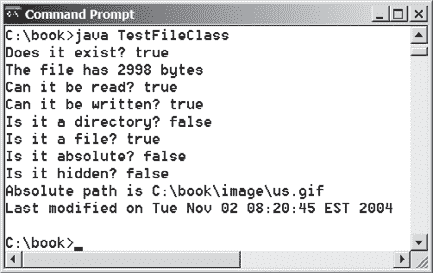 Command Prompt
C:\book>java TestFileClass
Does it exist? true
The file has 2998 bytes
Can it be read? true
Can it be written? true
Is it a directory? false
Is it a file? true
Is it absolute? false
Is it hidden? false
Absolute path is C:\book\image\us.gif
Last modified on Tue Nov 02 08:20:45 EST 2004
C:\book>_